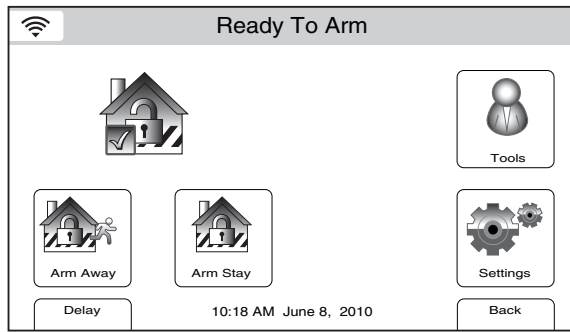 Ready To Arm
Tools
Arm Away
Arm Stay
Settings
Delay
10:18 AM June 8, 2010
Back